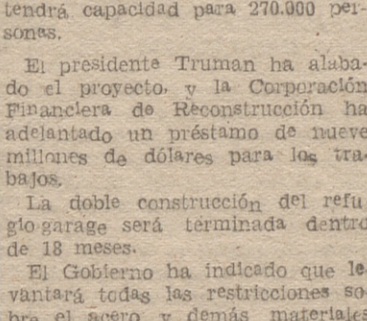 tendrá capacidad para 270.000 per-
sonas.
El presidente Truman ha alaba-
do el proyecto, y la Corporación
Financiera de Reconstrucción ha
adelantado un préstamo de nueve
millones de dólares para los tra-
bajos.
La doble construcción del refu
gio garage será terminada dentro
de 18 meses.
El Gobierno ha indicado que le
vantará todas las restricciones so
bre el acero y demás materiales